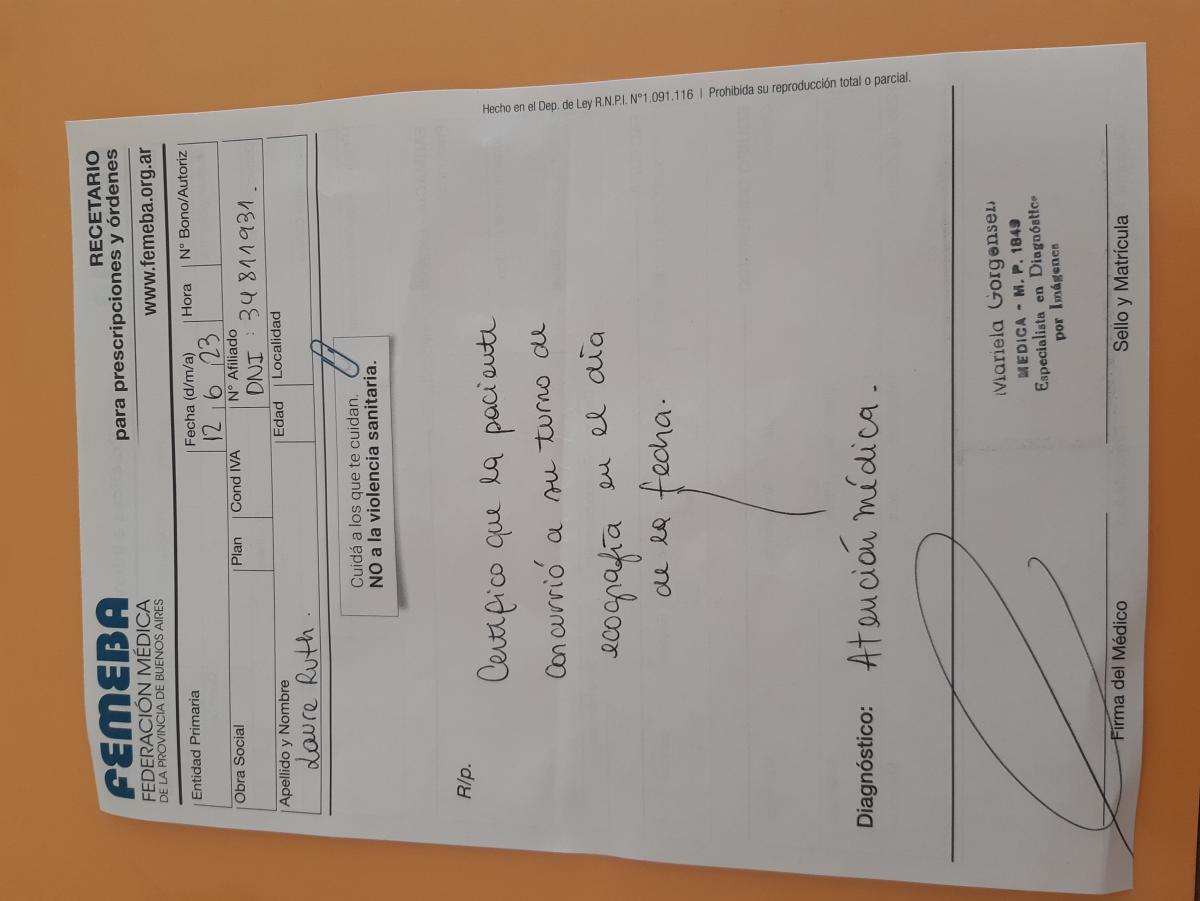 FEMEBA
FEDERACIÓN MÉDICA
DE LA PROVINCIA DE BUENOS AIRES
RECETARIO
para prescripciones y órdenes
www.femeba.org.ar
Entidad Primaria
Fecha (d/m/a)
Hora
N° Bono/Autoriz
12 6 23
Obra Social
Plan
Cond IVA
N° Afiliado
DNI : 34811931.
Apellido y Nombre
Edad
Localidad
Laure Ruth.
Cuidá a los que te cuidan.
NO a la violencia sanitaria.
R/p.
Certifico que la paciente
concurrió a su turno de
ecografía en el día
de la fecha.
Hecho en el Dep. de Ley R.N.P.I. N°1.091.116 | Prohibida su reproducción total o parcial.
Diagnóstico: Atención médica.
Mariela Gorgonsen
MEDICA - M. P. 1849
Especialista en Diagnóstico
por Imágenes
Firma del Médico
Sello y Matrícula